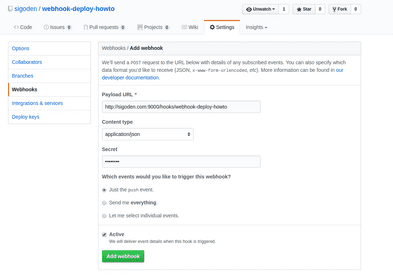 sigoden / webhook-deploy-howto
Unwatch 1 Star 0 Fork 0
Code Issues 0 Pull requests 0 Projects 0 Wiki Settings Insights
Options
Collaborators
Branches
Webhooks
Integrations & services
Deploy keys
Webhooks / Add webhook
We'll send a POST request to the URL below with details of any subscribed events. You can also specify which
data format you'd like to receive (JSON, x-www-form-urlencoded, etc). More information can be found in our
developer documentation.
Payload URL *
http://sigoden.com:9000/hooks/webhook-deploy-howto
Content type
application/json
Secret
••••••••
Which events would you like to trigger this webhook?
Just the push event.
Send me everything.
Let me select individual events.
Active
We will deliver event details when this hook is triggered.
Add webhook